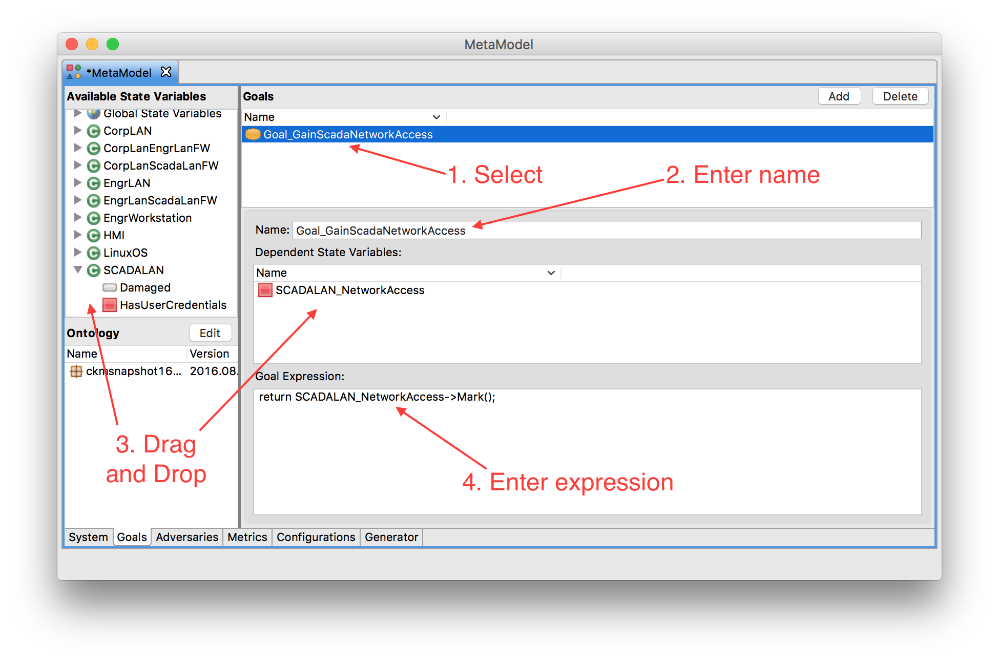 MetaModel
*MetaModel
Available State Variables
Global State Variables
CorpLAN
CorpLanEngrLanFW
CorpLanScadaLanFW
EngrLAN
EngrLanScadaLanFW
EngrWorkstation
HMI
LinuxOS
SCADALAN
Damaged
HasUserCredentials
Ontology Edit
Name Version
ckmsnapshot16... 2016.08.
Goals Add Delete
Name
Goal_GainScadaNetworkAccess
1. Select
2. Enter name
Name: Goal_GainScadaNetworkAccess
Dependent State Variables:
Name
SCADALAN_NetworkAccess
Goal Expression:
return SCADALAN_NetworkAccess->Mark();
3. Drag
and Drop
4. Enter expression
System Goals Adversaries Metrics Configurations Generator